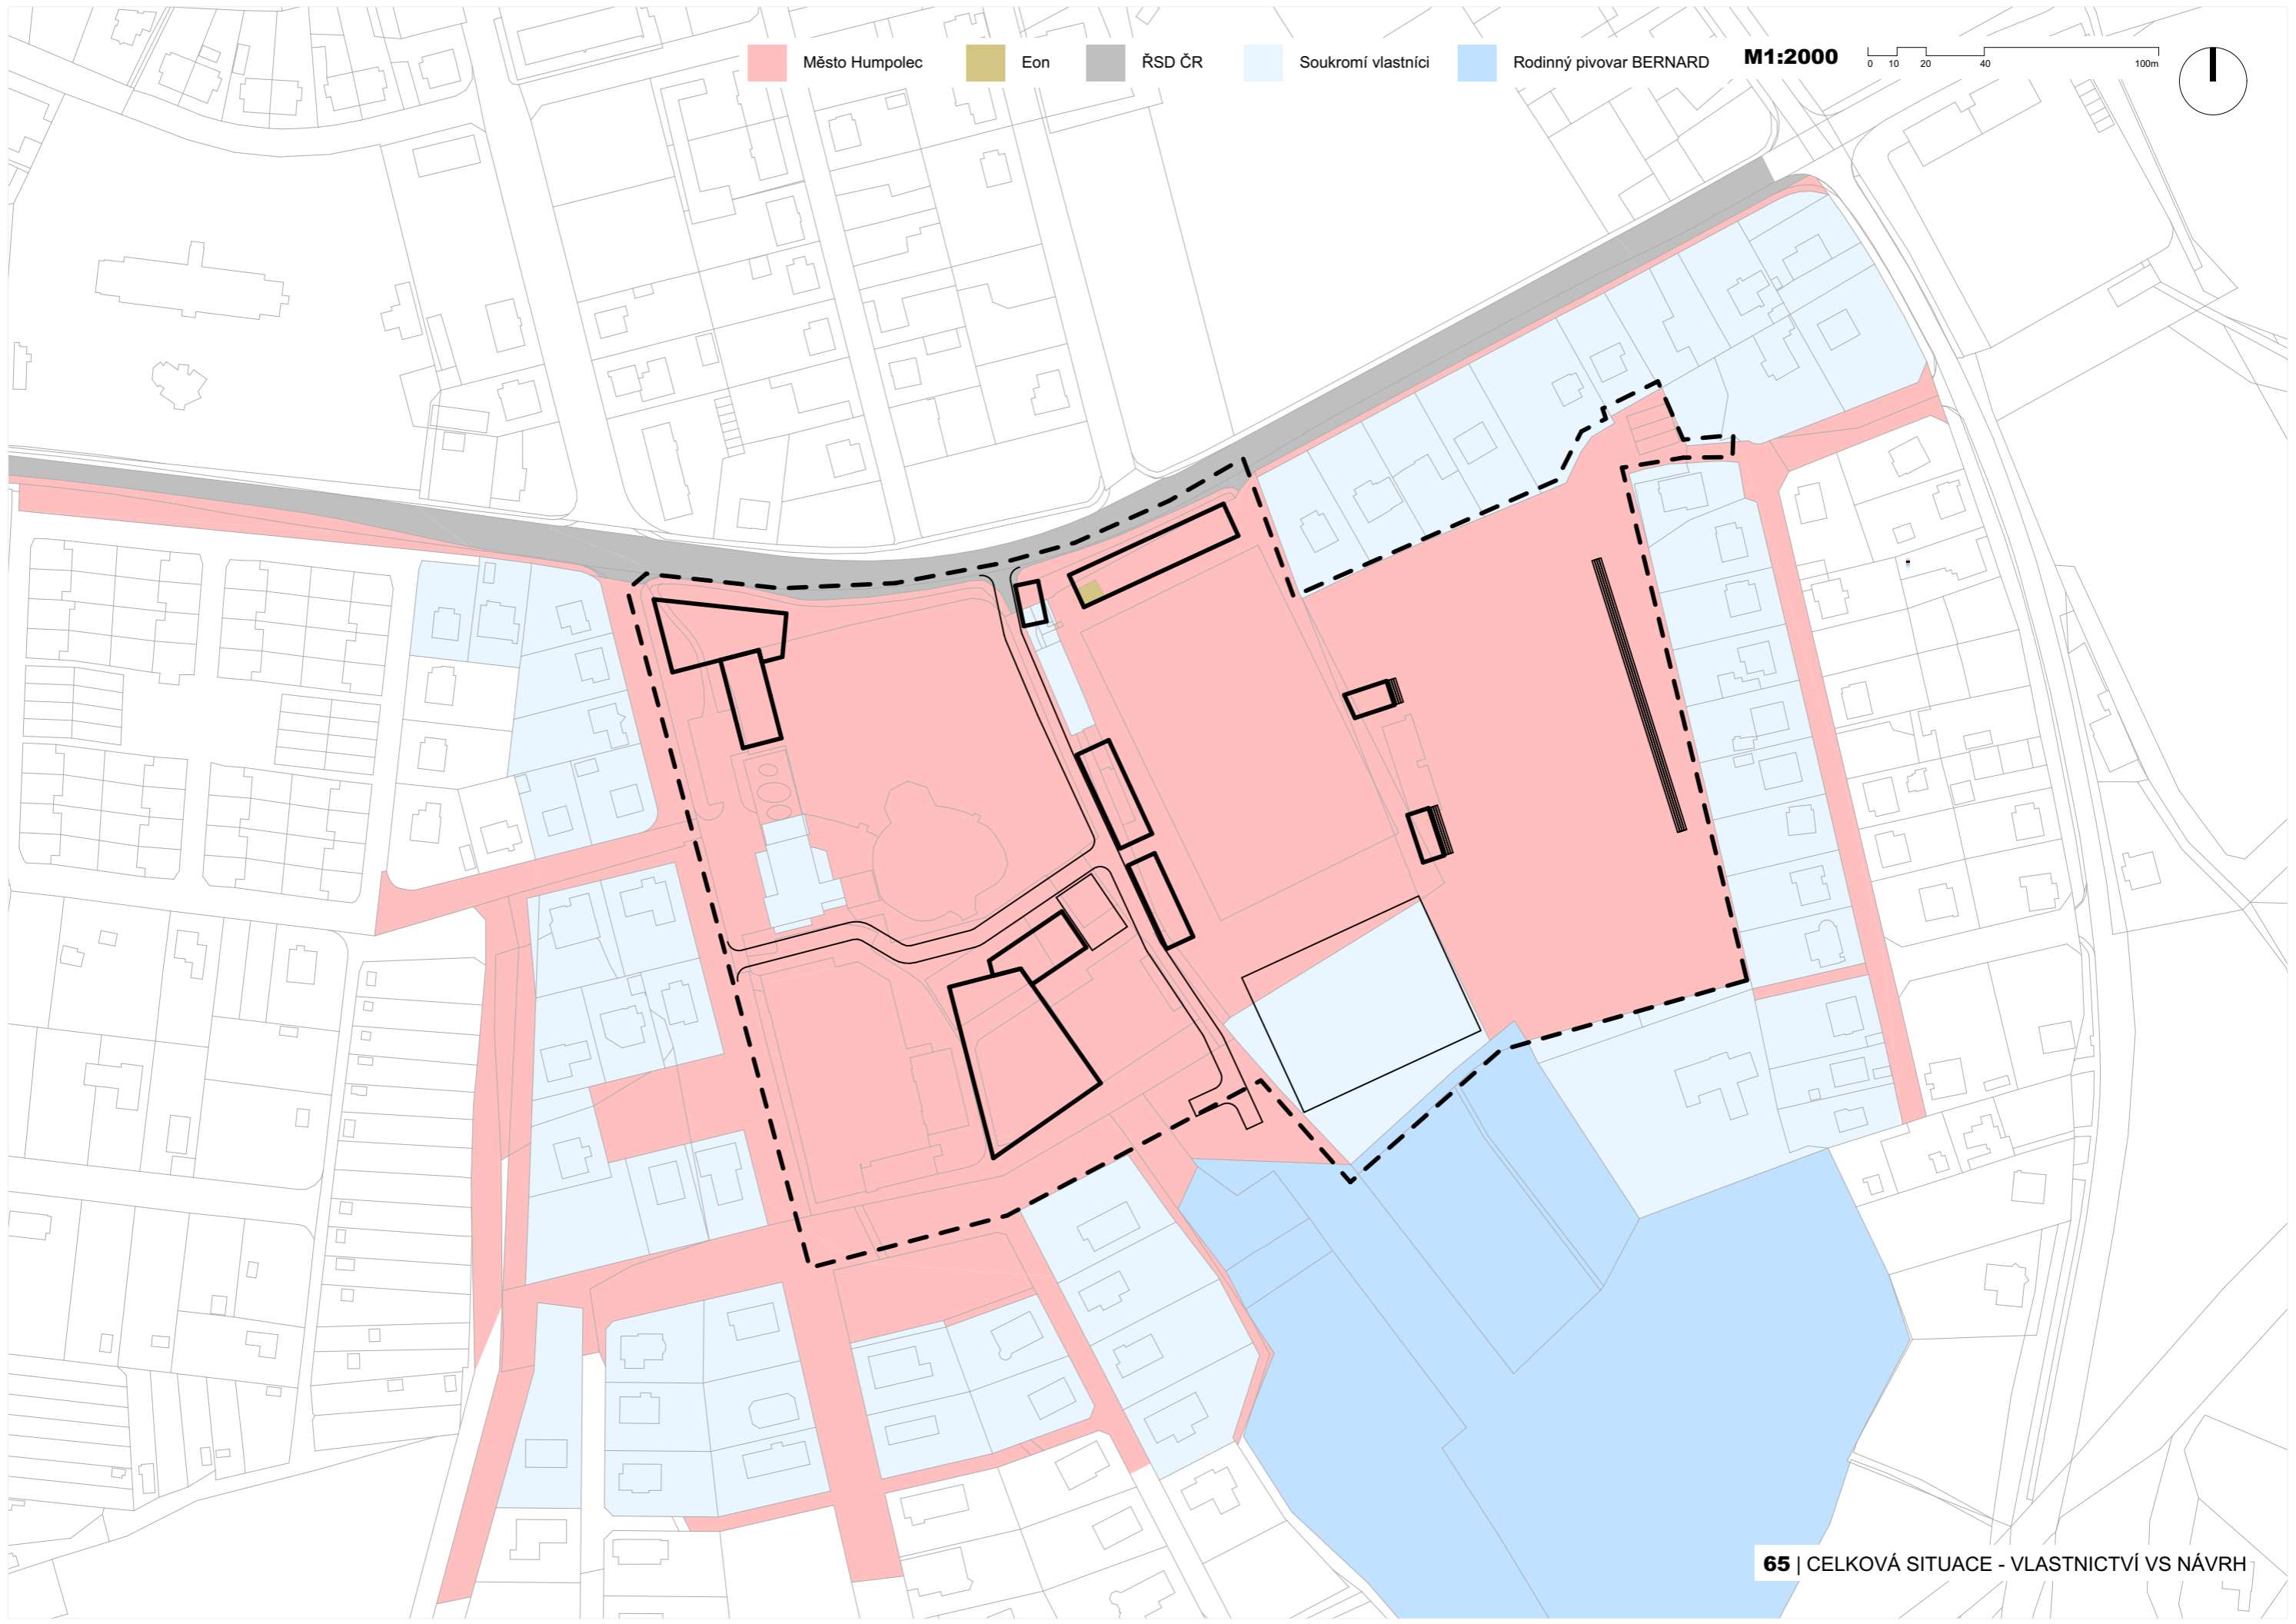 Město Humpolec
Eon
ŘSD ČR
Soukromí vlastníci
Rodinný pivovar BERNARD
M1:2000
0 10 20 40 100m
65 | CELKOVÁ SITUACE - VLASTNICTVÍ VS NÁVRH